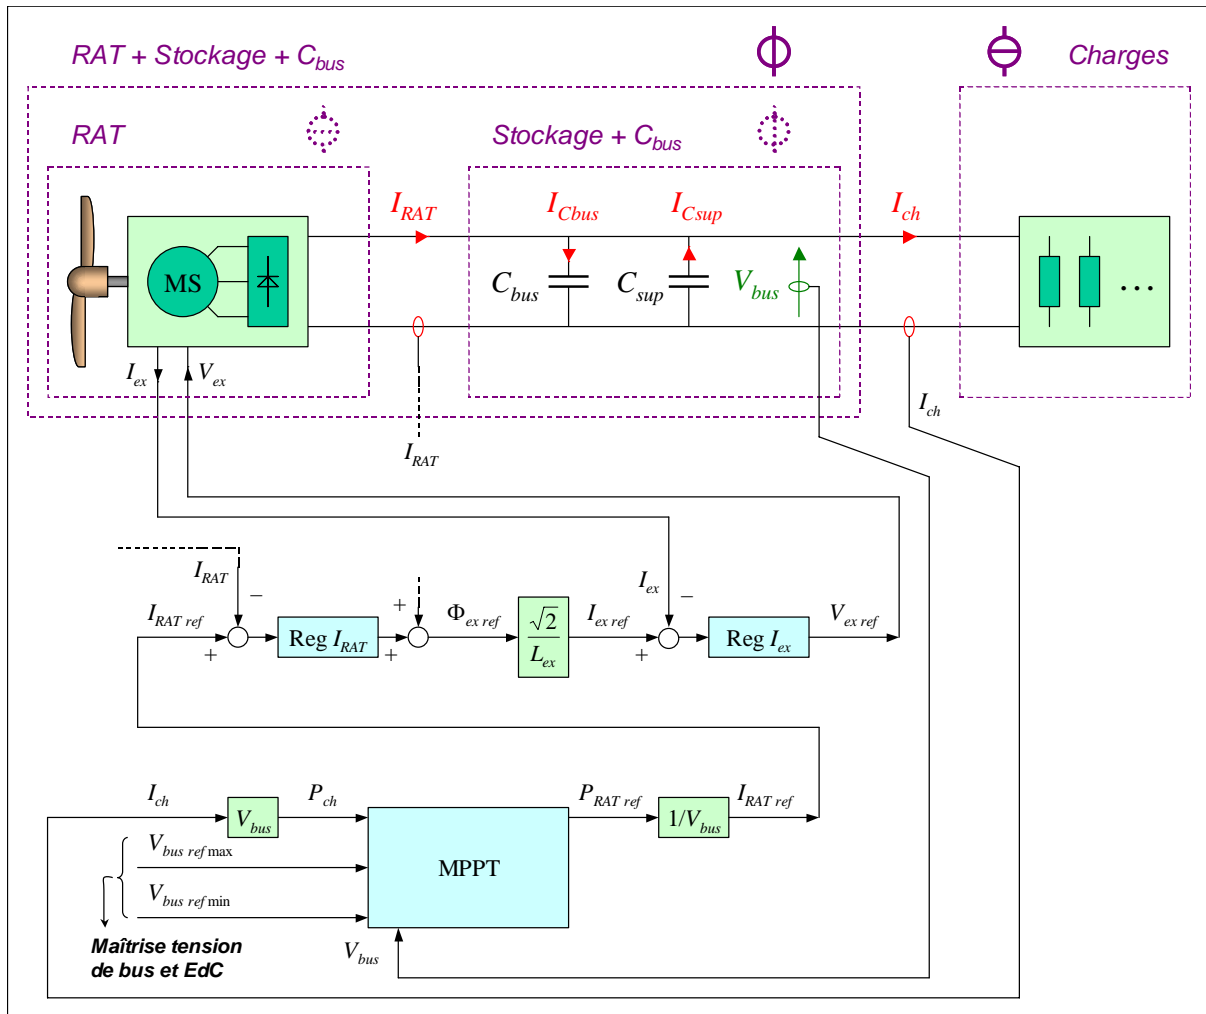 RAT + Stockage + Cbus
Charges
RAT
Stockage + Cbus
IRAT
ICbus
ICsup
Ich
MS
Cbus
Csup
Vbus
...
Iex
Vex
IRAT
Ich
IRAT
Iex
IRAT ref
−
+
Reg IRAT
+
+
Φex ref
√2
Lex
Iex ref
−
+
Reg Iex
Vex ref
Ich
Vbus
Pch
PRAT ref
1/Vbus
IRAT ref
Vbus ref max
MPPT
Vbus ref min
Maîtrise tension
de bus et EdC
Vbus